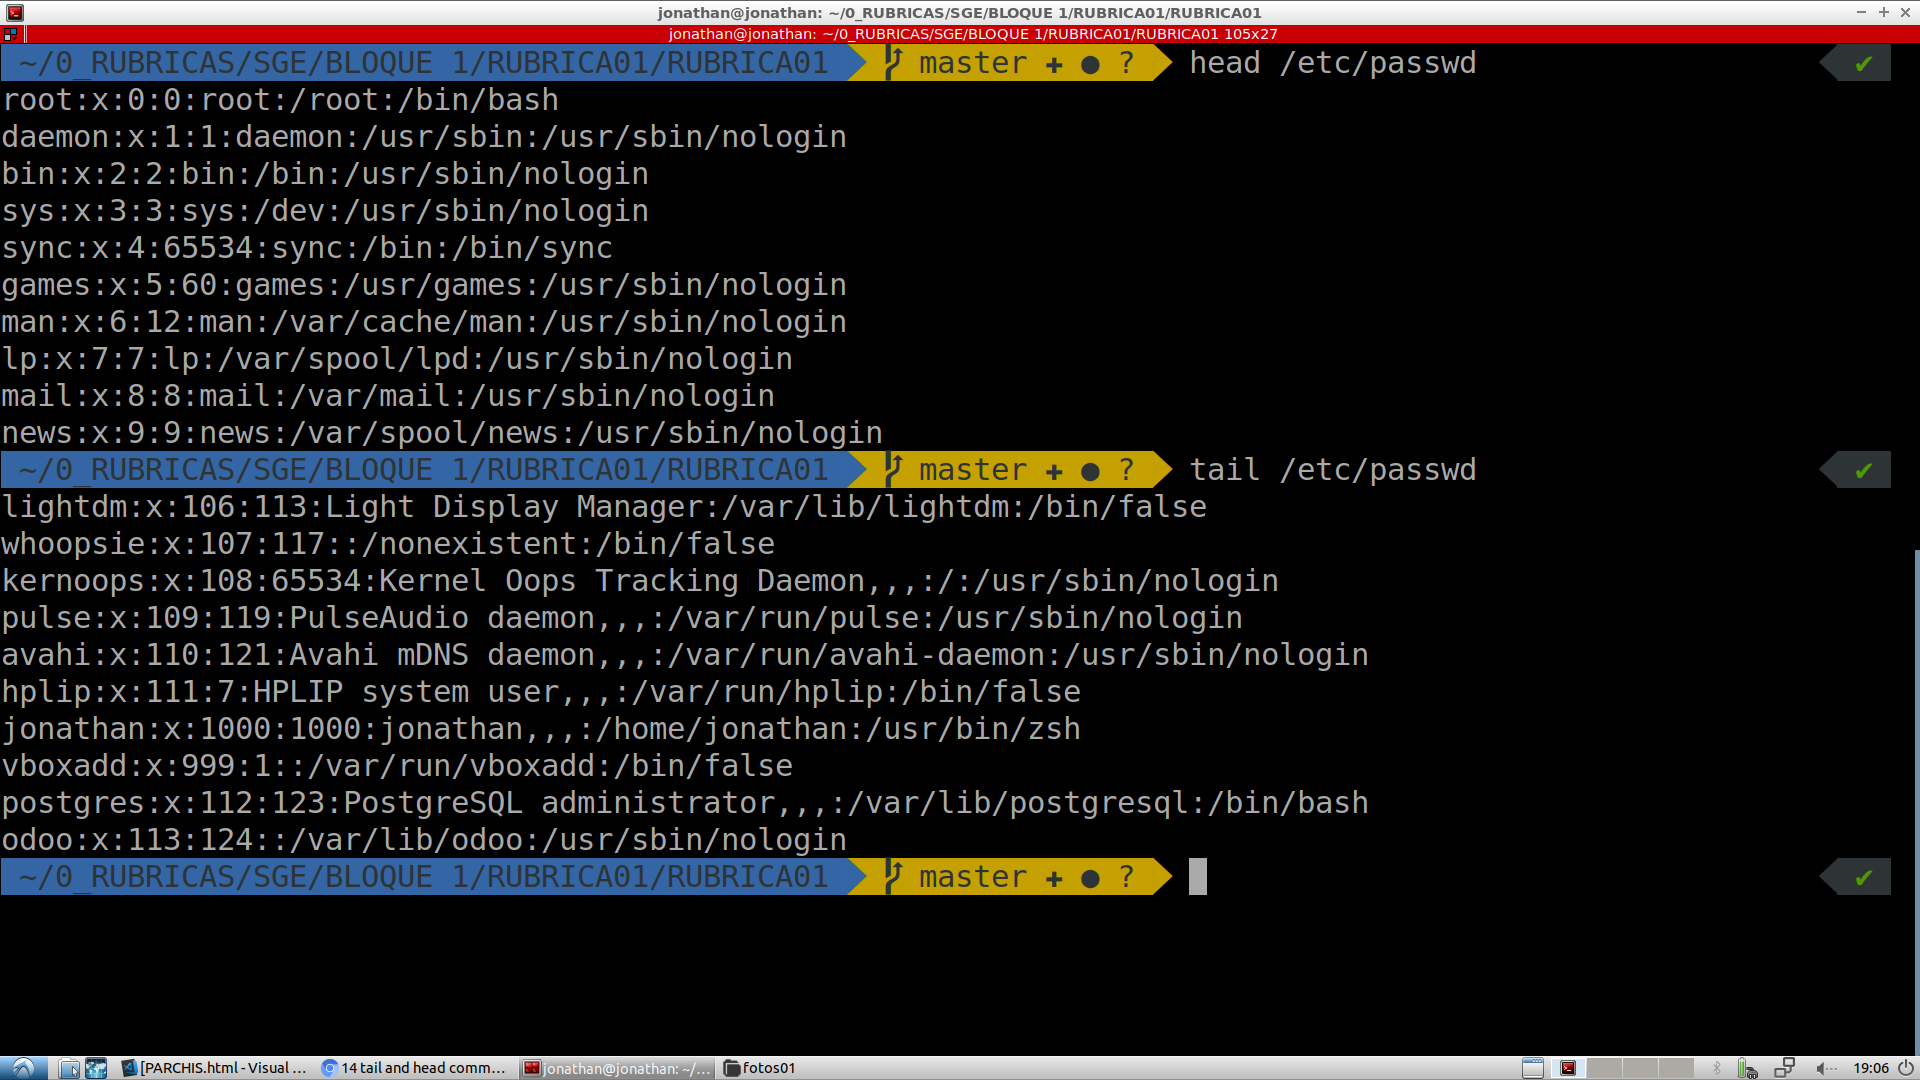 jonathan@jonathan: ~/0_RUBRICAS/SGE/BLOQUE 1/RUBRICA01/RUBRICA01
jonathan@jonathan: ~/0_RUBRICAS/SGE/BLOQUE 1/RUBRICA01/RUBRICA01 105x27
~/0_RUBRICAS/SGE/BLOQUE 1/RUBRICA01/RUBRICA01 master ✚ ● ? head /etc/passwd ✔
root:x:0:0:root:/root:/bin/bash
daemon:x:1:1:daemon:/usr/sbin:/usr/sbin/nologin
bin:x:2:2:bin:/bin:/usr/sbin/nologin
sys:x:3:3:sys:/dev:/usr/sbin/nologin
sync:x:4:65534:sync:/bin:/bin/sync
games:x:5:60:games:/usr/games:/usr/sbin/nologin
man:x:6:12:man:/var/cache/man:/usr/sbin/nologin
lp:x:7:7:lp:/var/spool/lpd:/usr/sbin/nologin
mail:x:8:8:mail:/var/mail:/usr/sbin/nologin
news:x:9:9:news:/var/spool/news:/usr/sbin/nologin
~/0_RUBRICAS/SGE/BLOQUE 1/RUBRICA01/RUBRICA01 master ✚ ● ? tail /etc/passwd ✔
lightdm:x:106:113:Light Display Manager:/var/lib/lightdm:/bin/false
whoopsie:x:107:117::/nonexistent:/bin/false
kernoops:x:108:65534:Kernel Oops Tracking Daemon,,,:/:/usr/sbin/nologin
pulse:x:109:119:PulseAudio daemon,,,:/var/run/pulse:/usr/sbin/nologin
avahi:x:110:121:Avahi mDNS daemon,,,:/var/run/avahi-daemon:/usr/sbin/nologin
hplip:x:111:7:HPLIP system user,,,:/var/run/hplip:/bin/false
jonathan:x:1000:1000:jonathan,,,:/home/jonathan:/usr/bin/zsh
vboxadd:x:999:1::/var/run/vboxadd:/bin/false
postgres:x:112:123:PostgreSQL administrator,,,:/var/lib/postgresql:/bin/bash
odoo:x:113:124::/var/lib/odoo:/usr/sbin/nologin
~/0_RUBRICAS/SGE/BLOQUE 1/RUBRICA01/RUBRICA01 master ✚ ● ? ✔
[PARCHIS.html - Visual ... 14 tail and head comm... jonathan@jonathan: ~/... fotos01 19:06